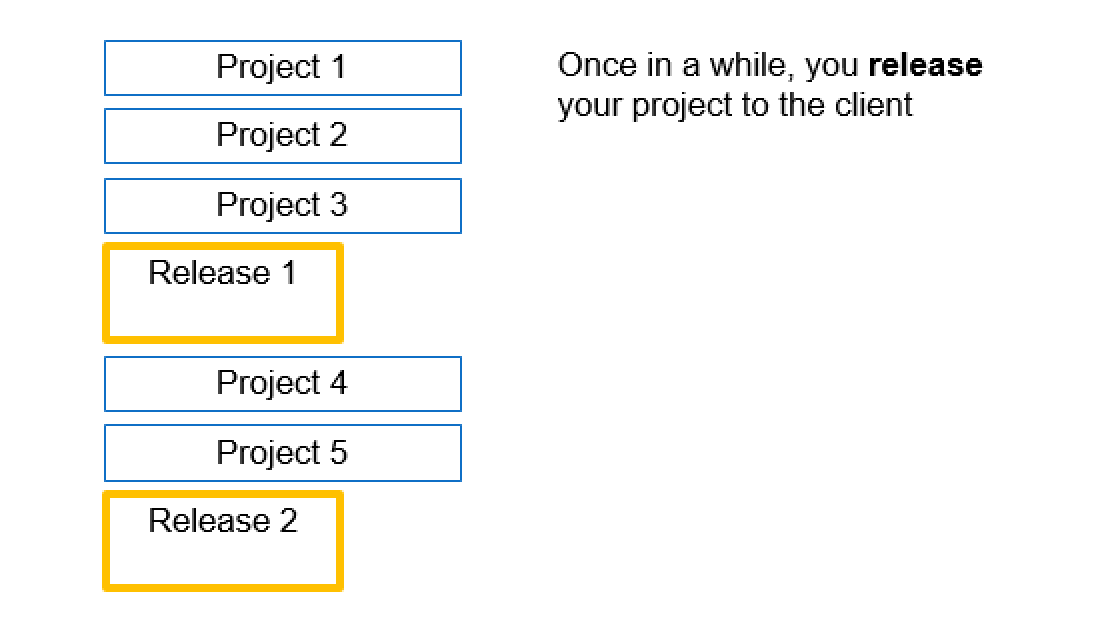 Project 1
Project 2
Project 3
Release 1
Project 4
Project 5
Release 2
Once in a while, you release
your project to the client